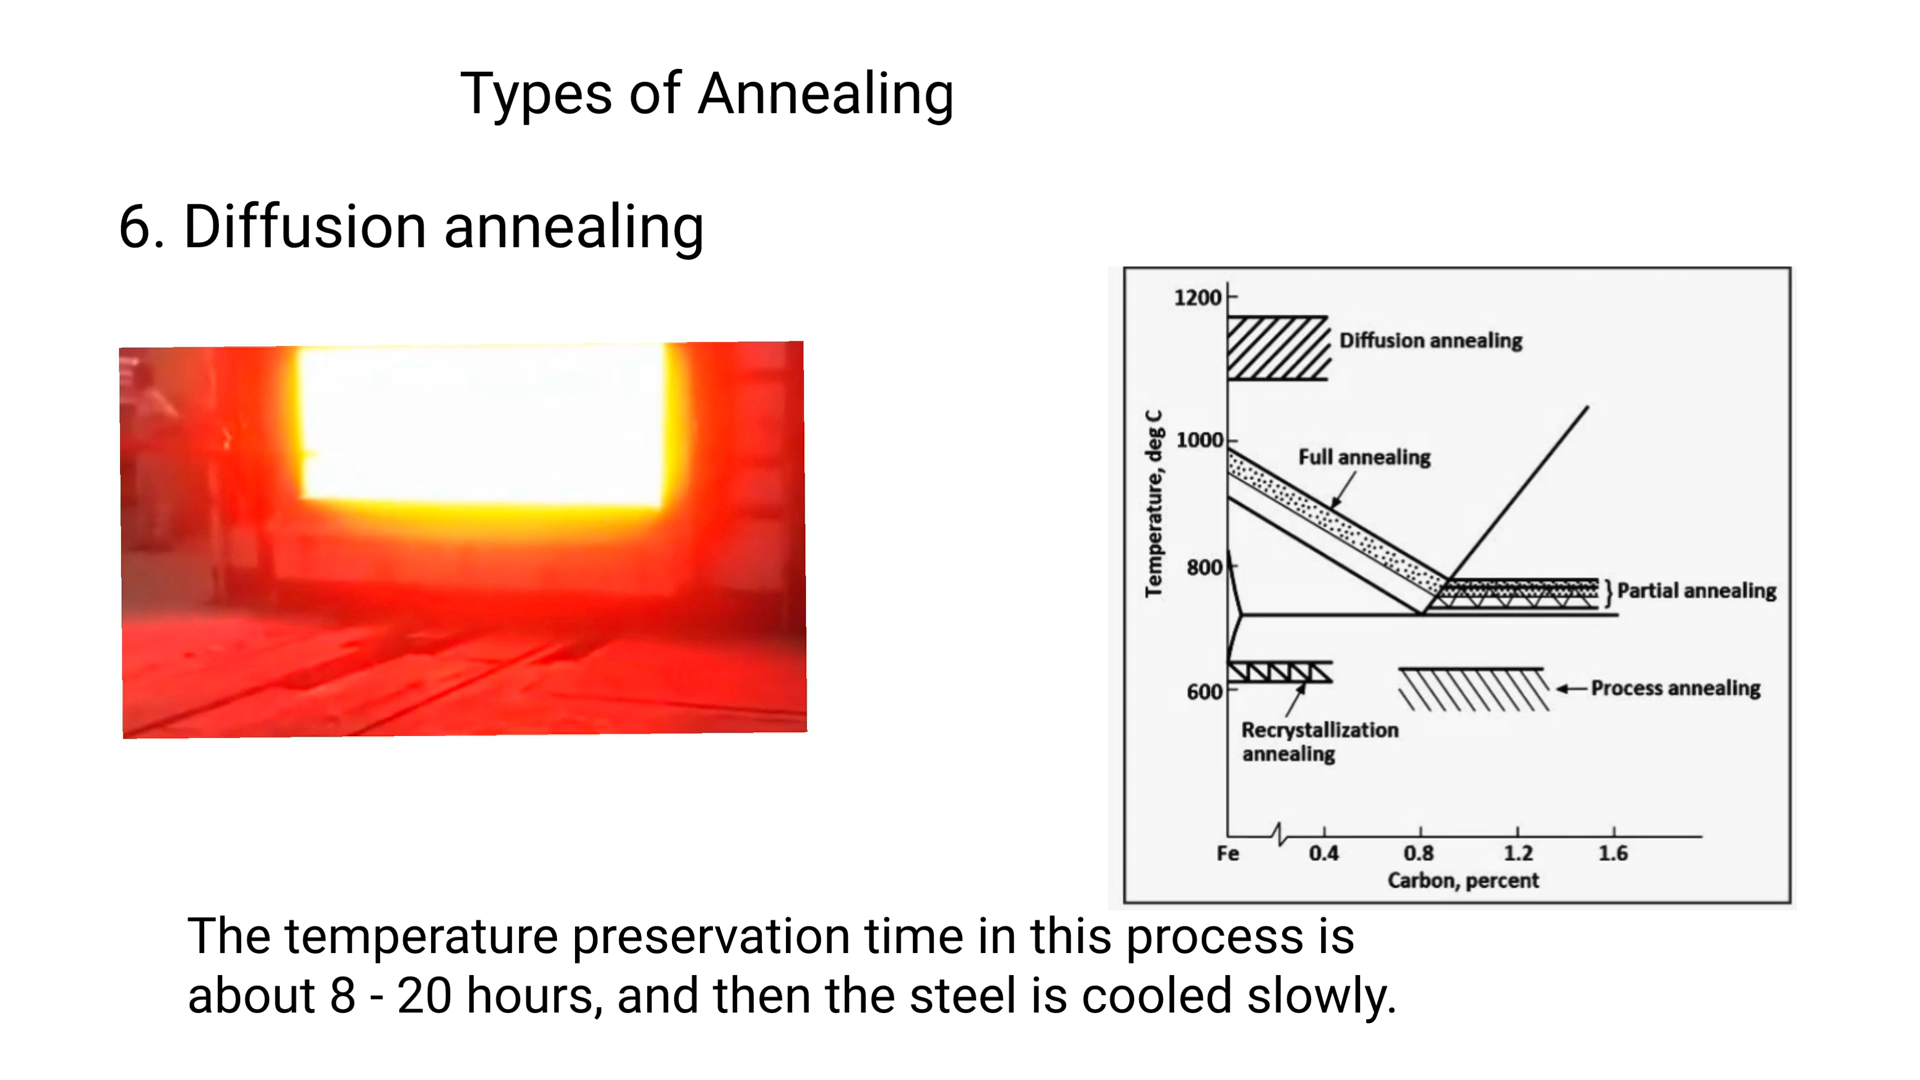 Types of Annealing
6. Diffusion annealing
1200
Diffusion annealing
1000
Full annealing
Temperature, deg C
800
Partial annealing
600
Process annealing
Recrystallization
annealing
Fe 0.4 0.8 1.2 1.6
Carbon, percent
The temperature preservation time in this process is
about 8 - 20 hours, and then the steel is cooled slowly.